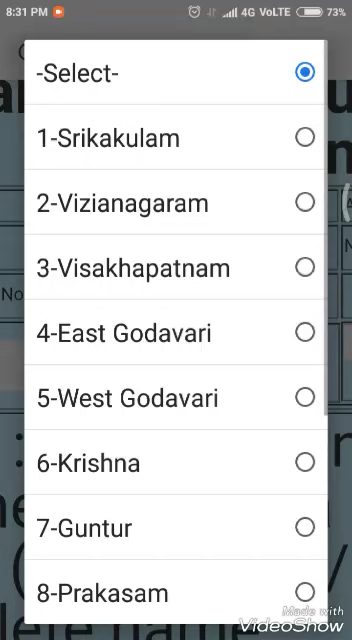 8:31 PM
4G VoLTE 73%
-Select-
1-Srikakulam
2-Vizianagaram
3-Visakhapatnam
No
4-East Godavari
5-West Godavari
6-Krishna
7-Guntur
8-Prakasam
Made with
VideoShow